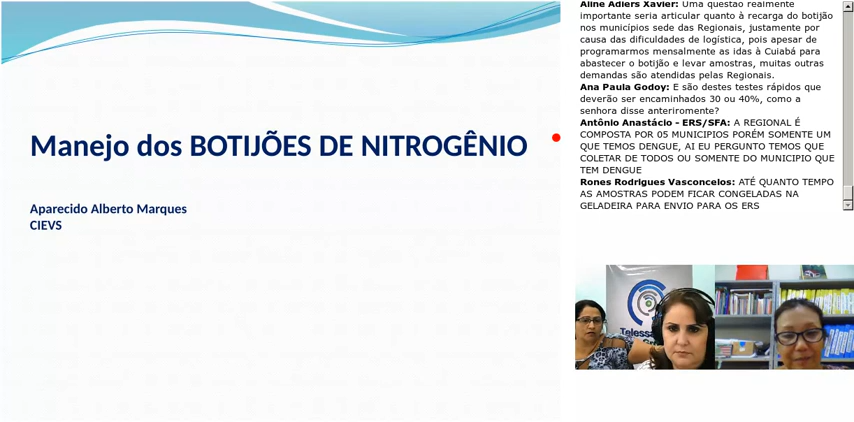 Manejo dos BOTIJÕES DE NITROGÊNIO
Aparecido Alberto Marques
CIEVS
Aline Adlers Xavier: Uma questão realmente
importante seria articular quanto à recarga do botijão
nos municípios sede das Regionais, justamente por
causa das dificuldades de logística, pois apesar de
programarmos mensalmente as idas à Cuiabá para
abastecer o botijão e levar amostras, muitas outras
demandas são atendidas pelas Regionais.
Ana Paula Godoy: E são destes testes rápidos que
deverão ser encaminhados 30 ou 40%, como a
senhora disse anteriromente?
Antônio Anastácio - ERS/SFA: A REGIONAL É
COMPOSTA POR 05 MUNICIPIOS PORÉM SOMENTE UM
QUE TEMOS DENGUE, AI EU PERGUNTO TEMOS QUE
COLETAR DE TODOS OU SOMENTE DO MUNICIPIO QUE
TEM DENGUE
Rones Rodrigues Vasconcelos: ATÉ QUANTO TEMPO
AS AMOSTRAS PODEM FICAR CONGELADAS NA
GELADEIRA PARA ENVIO PARA OS ERS